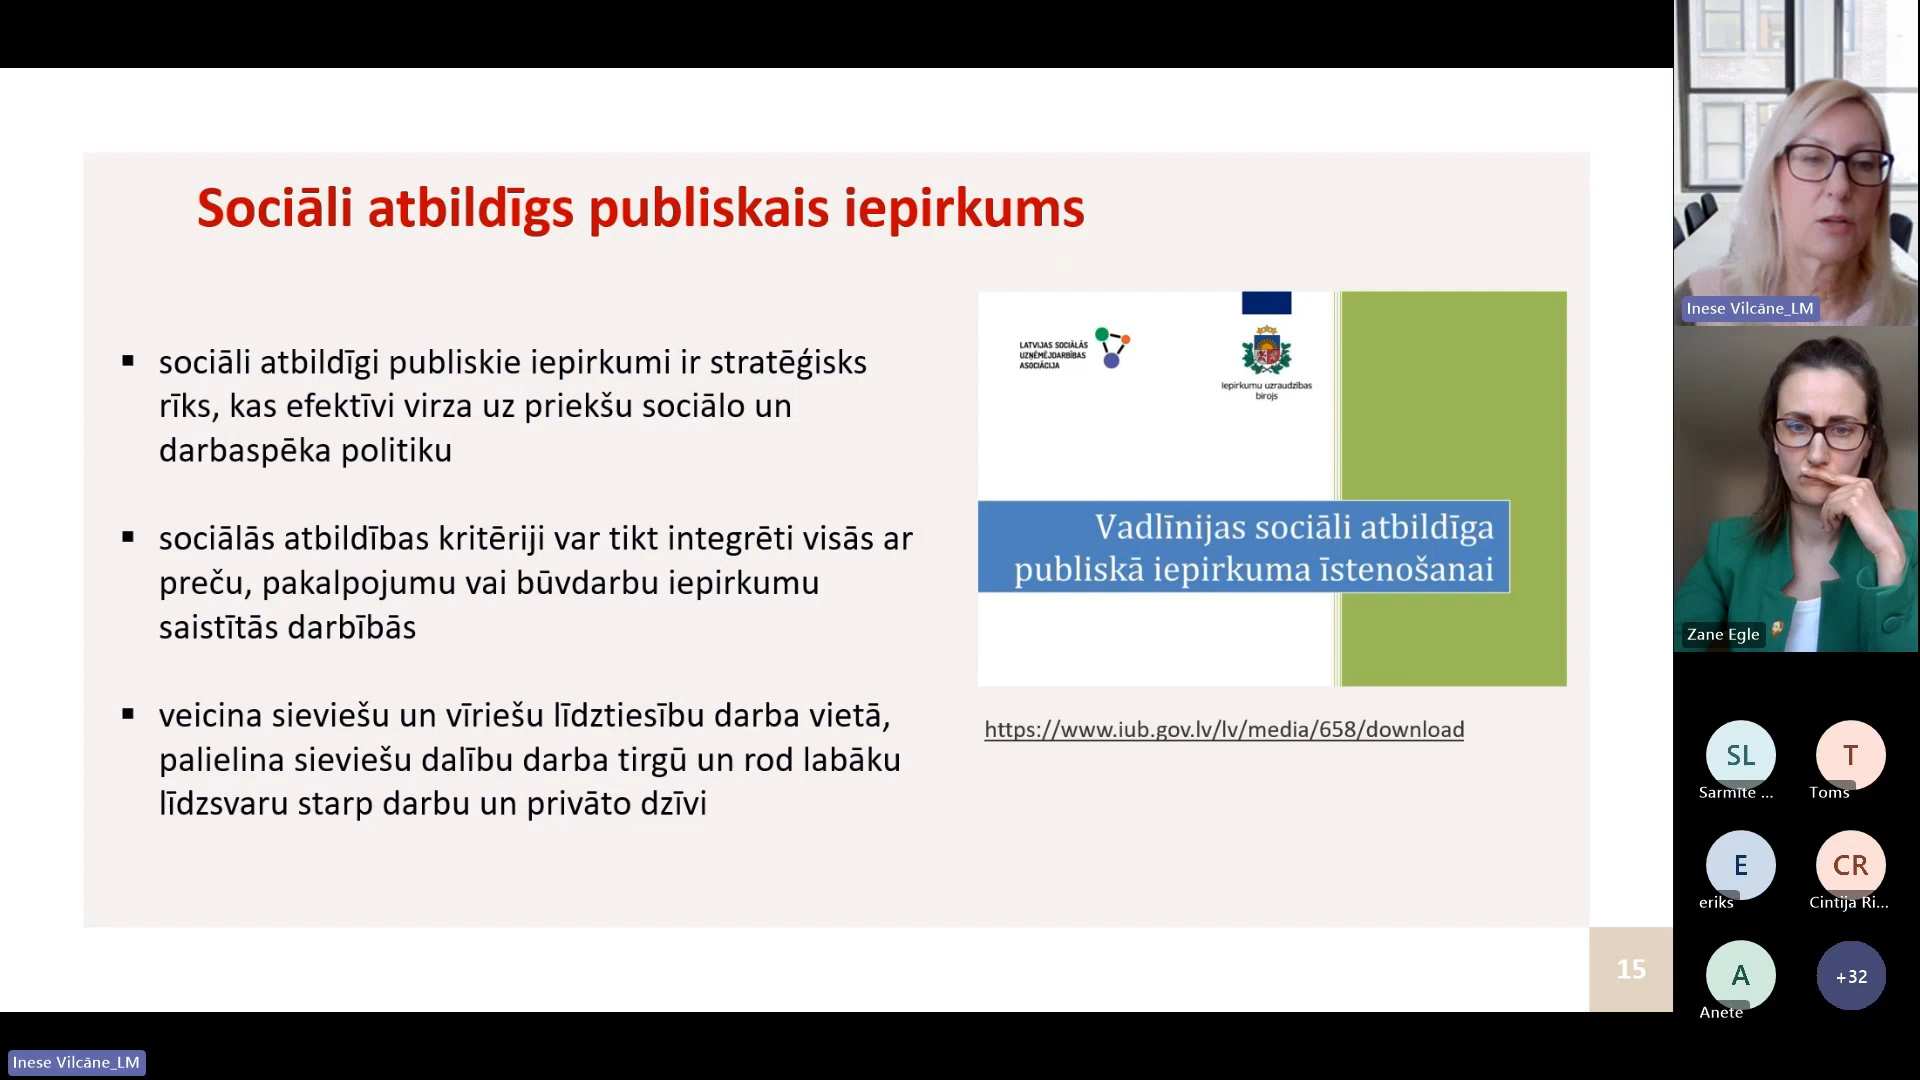 Sociāli atbildīgs publiskais iepirkums
▪ sociāli atbildīgi publiskie iepirkumi ir stratēģisks
rīks, kas efektīvi virza uz priekšu sociālo un
darbaspēka politiku
▪ sociālās atbildības kritēriji var tikt integrēti visās ar
preču, pakalpojumu vai būvdarbu iepirkumu
saistītās darbībās
▪ veicina sieviešu un vīriešu līdztiesību darba vietā,
palielina sieviešu dalību darba tirgū un rod labāku
līdzsvaru starp darbu un privāto dzīvi
LATVIJAS SOCIĀLĀS
UZŅĒMĒJDARBĪBAS
ASOCIĀCIJA
Iepirkumu uzraudzības
birojs
Vadlīnijas sociāli atbildīga
publiskā iepirkuma īstenošanai
https://www.iub.gov.lv/lv/media/658/download
15
Inese Vilcāne_LM
Zane Egle
SL
Sarmīte ...
T
Toms
E
eriks
CR
Cintija Ri...
A
Anete
+32
Inese Vilcāne_LM